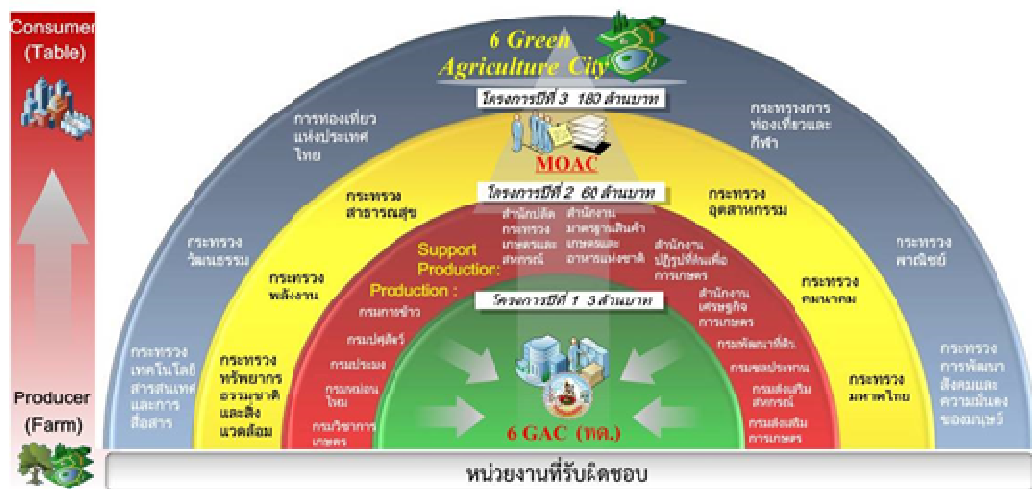 Consumer
(Table)
Producer
(Farm)
6 Green
Agriculture City
โครงการปีที่ 3 180 ล้านบาท
การท่องเที่ยว
แห่งประเทศ
ไทย
กระทรวงการ
ท่องเที่ยวและ
กีฬา
กระทรวง
วัฒนธรรม
กระทรวง
พาณิชย์
กระทรวง
เทคโนโลยี
สารสนเทศ
และการ
สื่อสาร
กระทรวง
การพัฒนา
สังคมและ
ความมั่นคง
ของมนุษย์
MOAC
โครงการปีที่ 2 60 ล้านบาท
กระทรวง
สาธารณสุข
กระทรวง
อุตสาหกรรม
กระทรวง
พลังงาน
กระทรวง
คมนาคม
กระทรวง
ทรัพยากร
ธรรมชาติ
และสิ่ง
แวดล้อม
กระทรวง
มหาดไทย
สำนักปลัด
กระทรวง
เกษตรและ
สหกรณ์
สำนักงาน
มาตรฐานสินค้า
เกษตรและ
อาหารแห่งชาติ
สำนักงาน
ปฏิรูปที่ดินเพื่อ
การเกษตร
Support
Production:
Production :
สำนักงาน
เศรษฐกิจ
การเกษตร
โครงการปีที่ 1 3 ล้านบาท
กรมการข้าว
กรมปศุสัตว์
กรมประมง
กรมหม่อน
ไหม
กรมวิชาการ
เกษตร
กรมพัฒนาที่ดิน
กรมชลประทาน
กรมส่งเสริม
สหกรณ์
กรมส่งเสริม
การเกษตร
6 GAC (ทด.)
หน่วยงานที่รับผิดชอบ